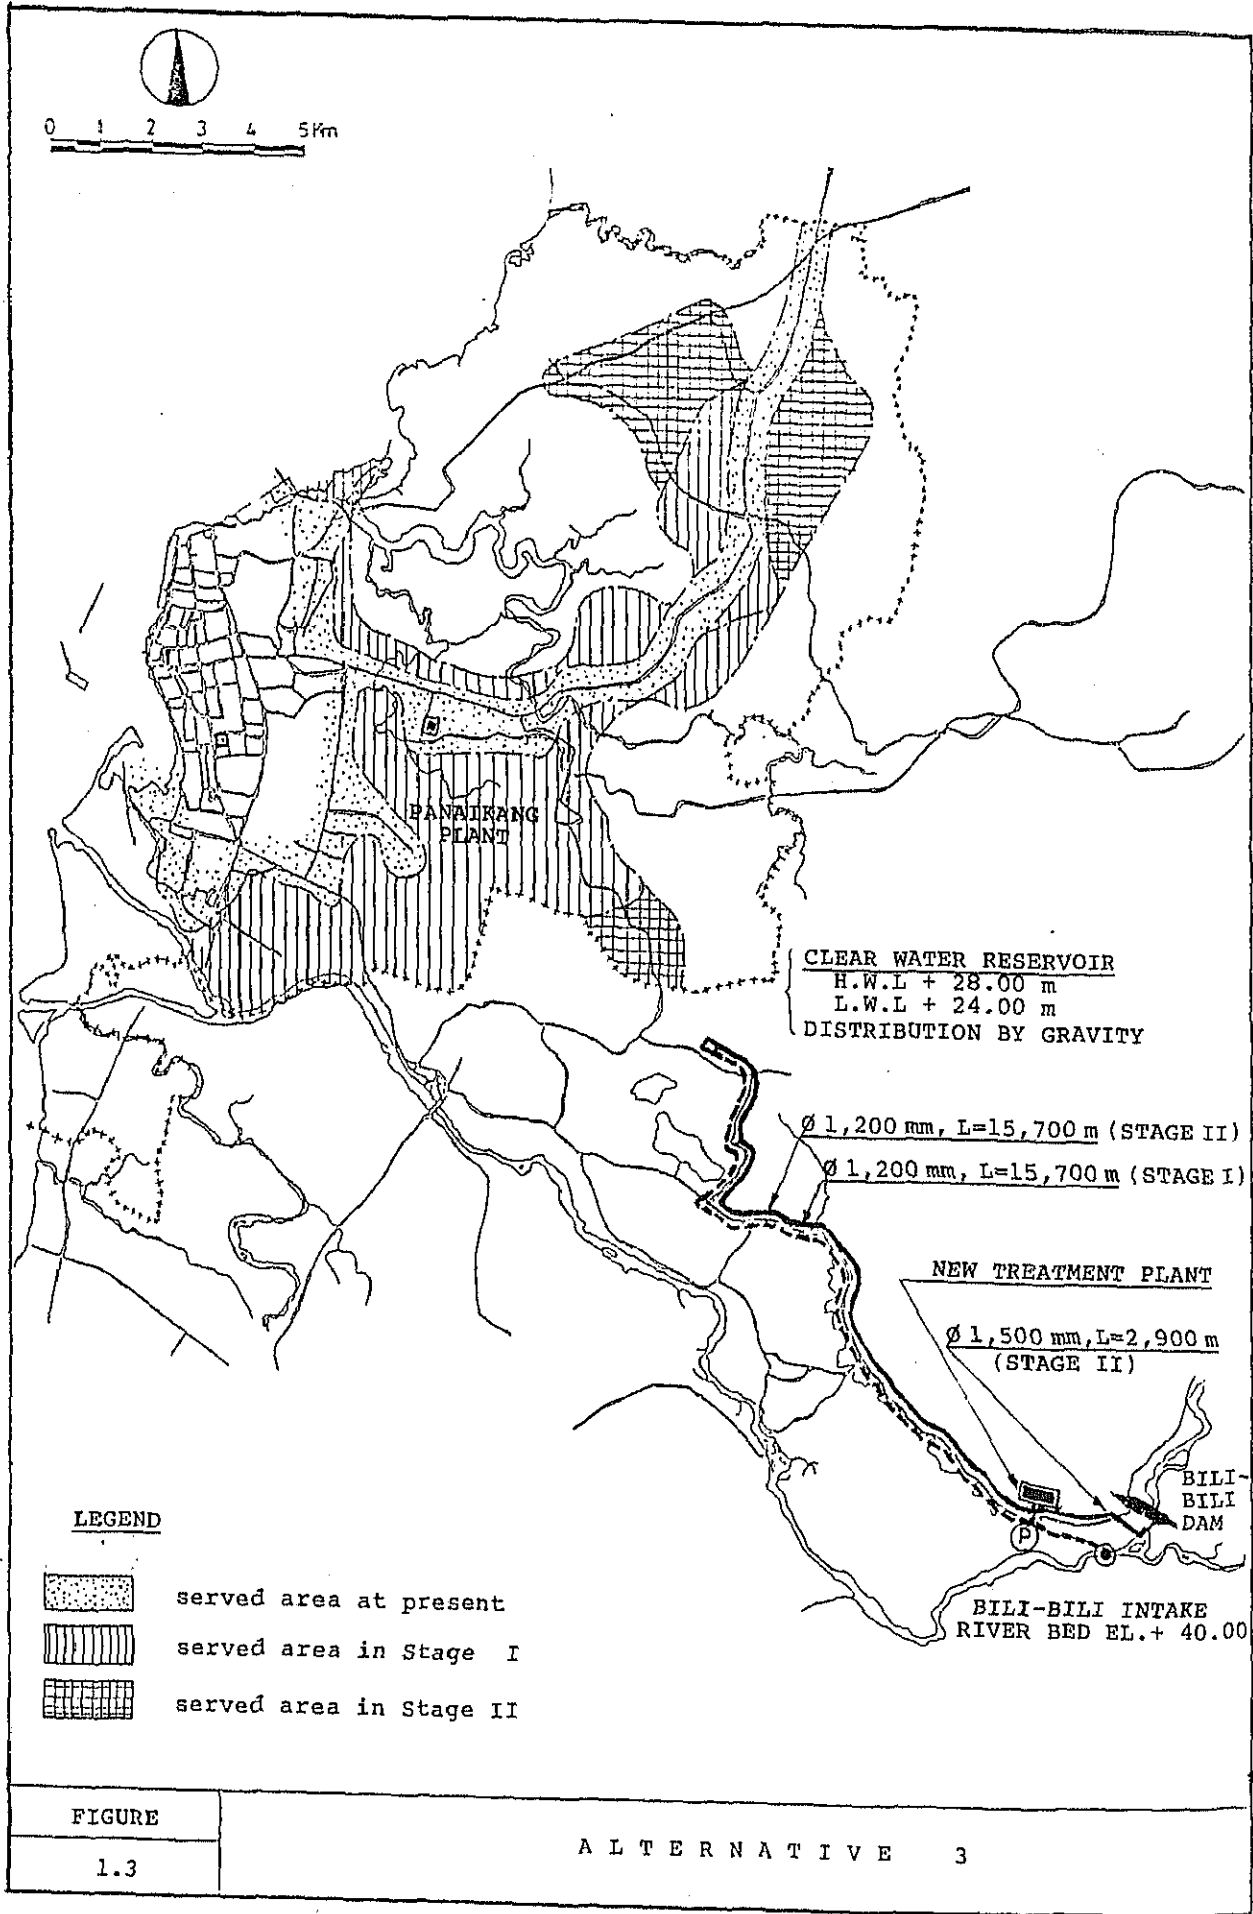 0 1 2 3 4 5Km
PANAIKANG
PLANT
CLEAR WATER RESERVOIR
H.W.L + 28.00 m
L.W.L + 24.00 m
DISTRIBUTION BY GRAVITY
Ø 1,200 mm, L=15,700 m (STAGE II)
Ø 1,200 mm, L=15,700 m (STAGE I)
NEW TREATMENT PLANT
Ø 1,500 mm, L=2,900 m
(STAGE II)
BILI-
BILI
DAM
P
BILI-BILI INTAKE
RIVER BED EL.+ 40.00
LEGEND
served area at present
served area in Stage I
served area in Stage II
FIGURE
1.3
ALTERNATIVE 3